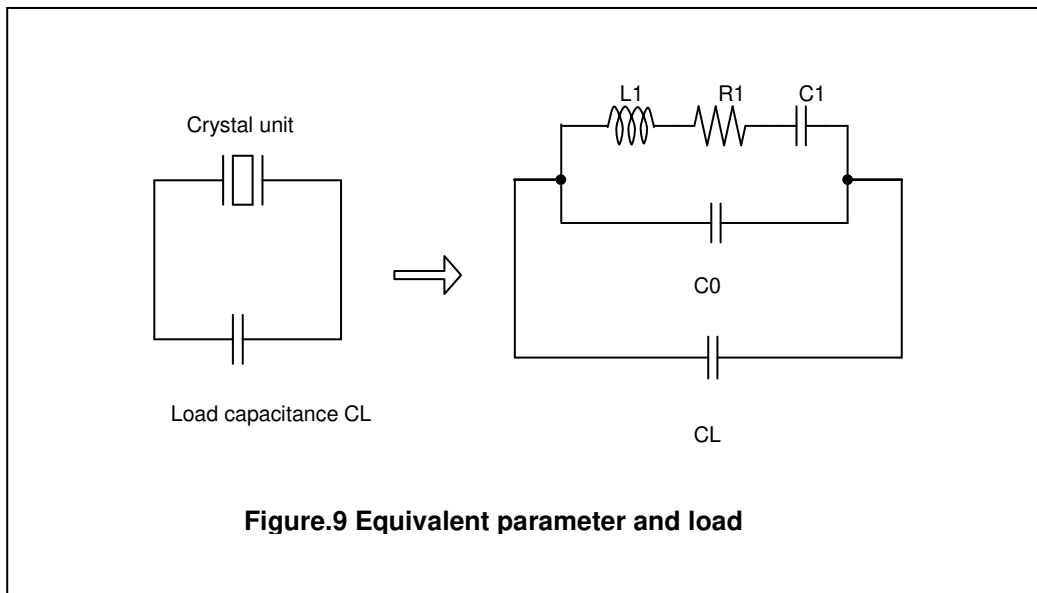 L1 R1 C1
Crystal unit
C0
Load capacitance CL
CL
Figure.9 Equivalent parameter and load